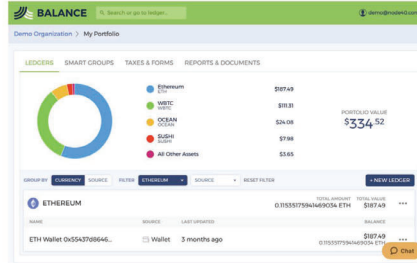 BALANCE
Search or go to ledger...
demo@node40.com
Demo Organization > My Portfolio
LEDGERS SMART GROUPS TAXES & FORMS REPORTS & DOCUMENTS
Ethereum $187.49
ETH
WBTC $111.31
WBTC
OCEAN $24.08
OCEAN
SUSHI $7.98
SUSHI
All Other Assets $3.65
PORTOLIO VALUE
$334.52
GROUP BY CURRENCY SOURCE FILTER ETHEREUM SOURCE RESET FILTER + NEW LEDGER
ETHEREUM
TOTAL AMOUNT TOTAL VALUE
0.11535175941469034 ETH $187.49
NAME SOURCE LAST UPDATED BALANCE
ETH Wallet 0x55437d8646... Wallet 3 months ago $187.49
0.11535175941469034 ETH
Chat